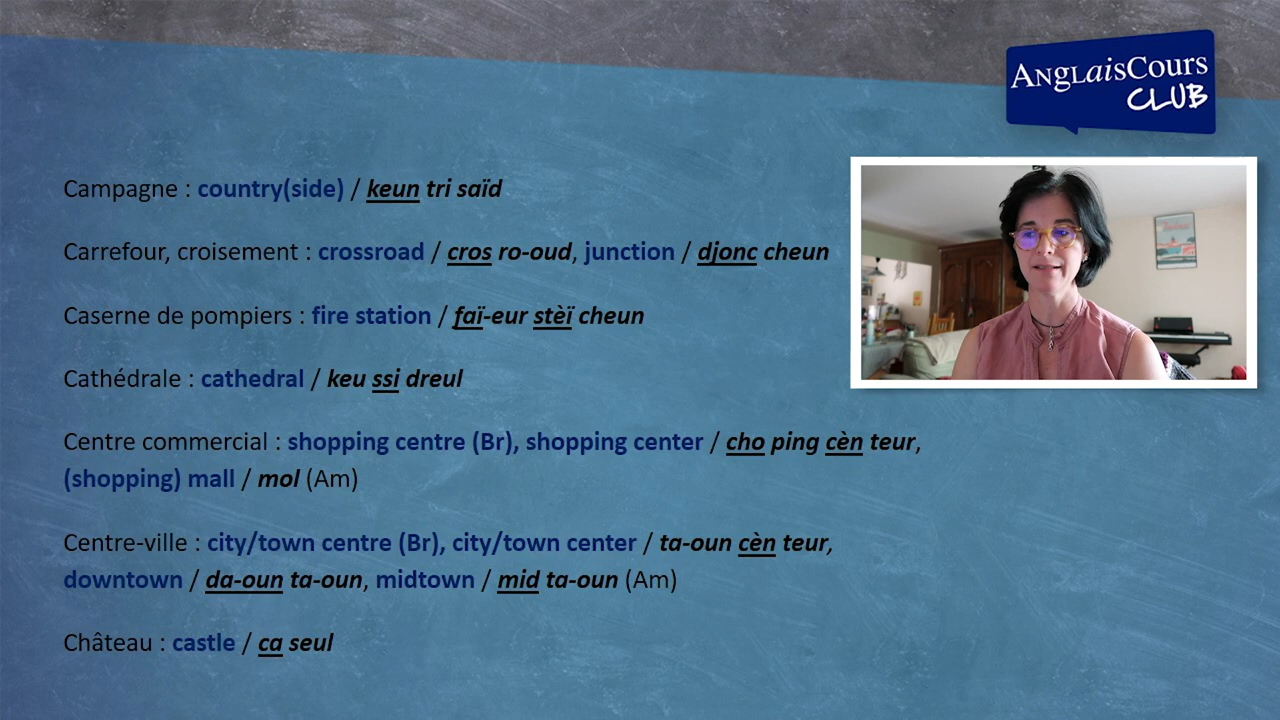 AnglaisCours
CLUB
Campagne : country(side) / keun tri saïd
Carrefour, croisement : crossroad / cros ro-oud, junction / djonc cheun
Caserne de pompiers : fire station / faï-eur stèï cheun
Cathédrale : cathedral / keu ssi dreul
Centre commercial : shopping centre (Br), shopping center / cho ping cèn teur,
(shopping) mall / mol (Am)
Centre-ville : city/town centre (Br), city/town center / ta-oun cèn teur,
downtown / da-oun ta-oun, midtown / mid ta-oun (Am)
Château : castle / ca seul